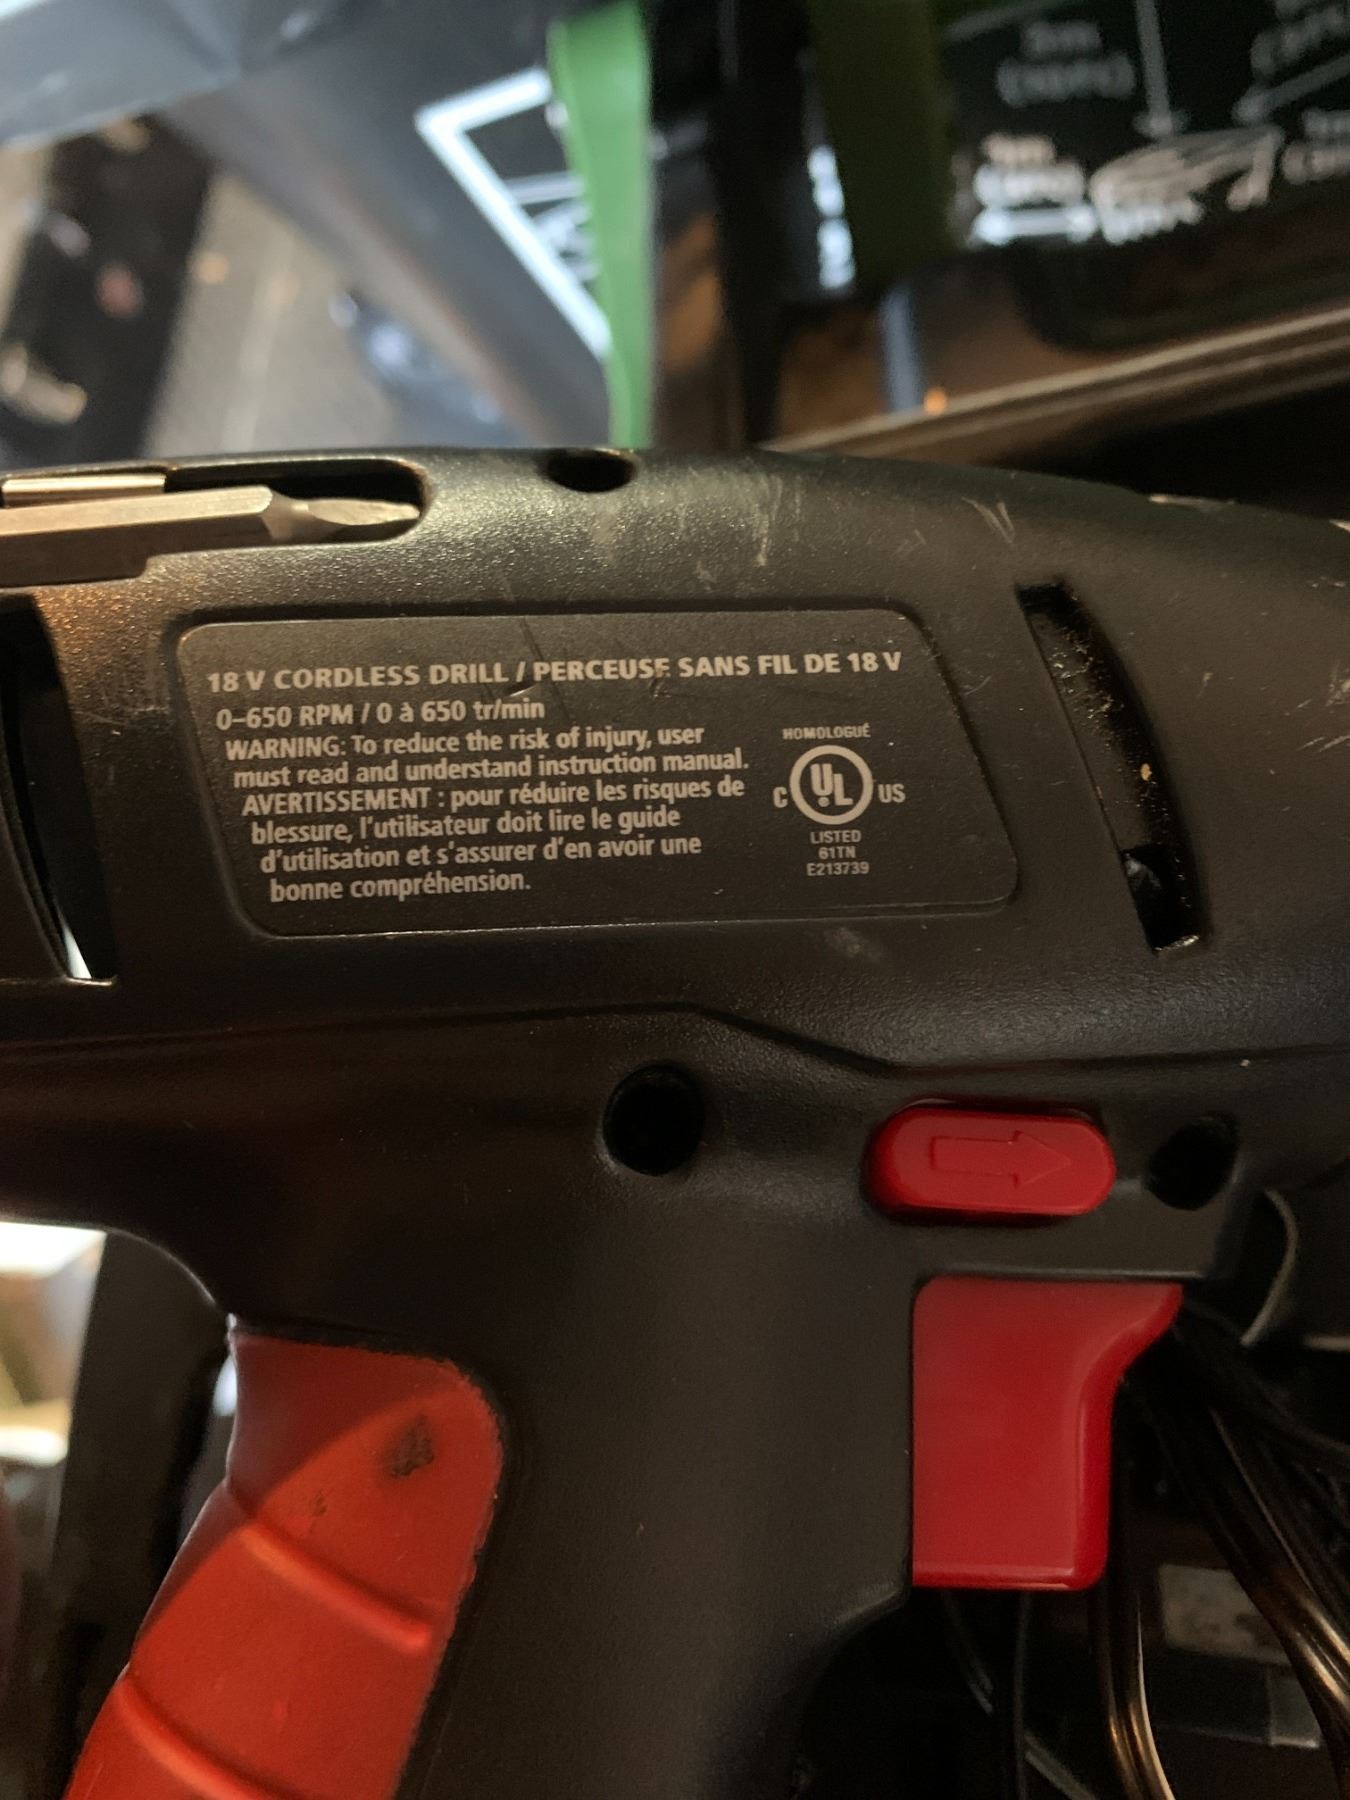 18 V CORDLESS DRILL / PERCEUSE SANS FIL DE 18 V
0–650 RPM / 0 à 650 tr/min
WARNING: To reduce the risk of injury, user
must read and understand instruction manual.
AVERTISSEMENT : pour réduire les risques de
blessure, l'utilisateur doit lire le guide
d'utilisation et s'assurer d'en avoir une
bonne compréhension.
HOMOLOGUÉ
C UL US
LISTED
61TN
E213739